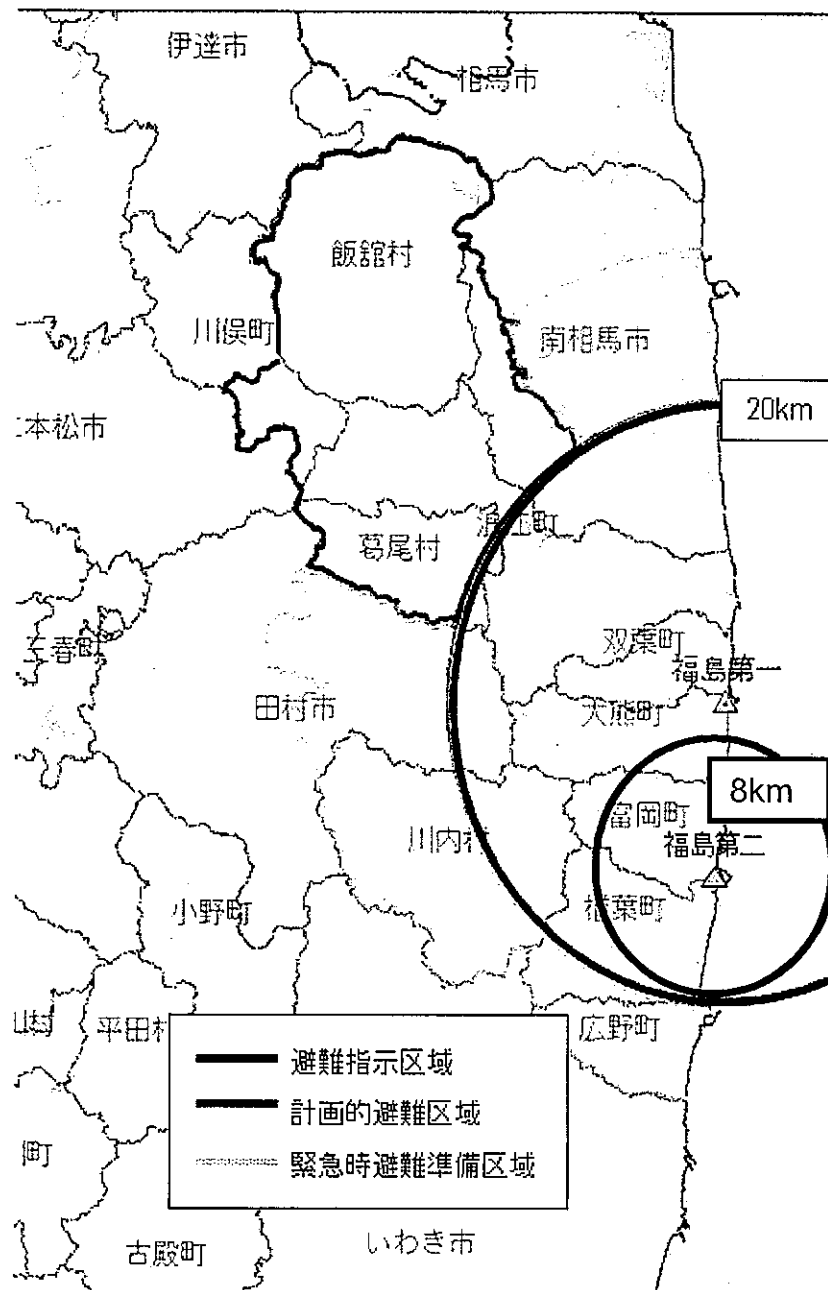 伊達市
相馬市
飯舘村
川俣町
南相馬市
20km
本松市
浪江町
葛尾村
三春町
双葉町
福島第一
田村市
大熊町
8km
富岡町
川内村
福島第二
楢葉町
小野町
平田村
広野町
避難指示区域
計画的避難区域
緊急時避難準備区域
町
古殿町
いわき市